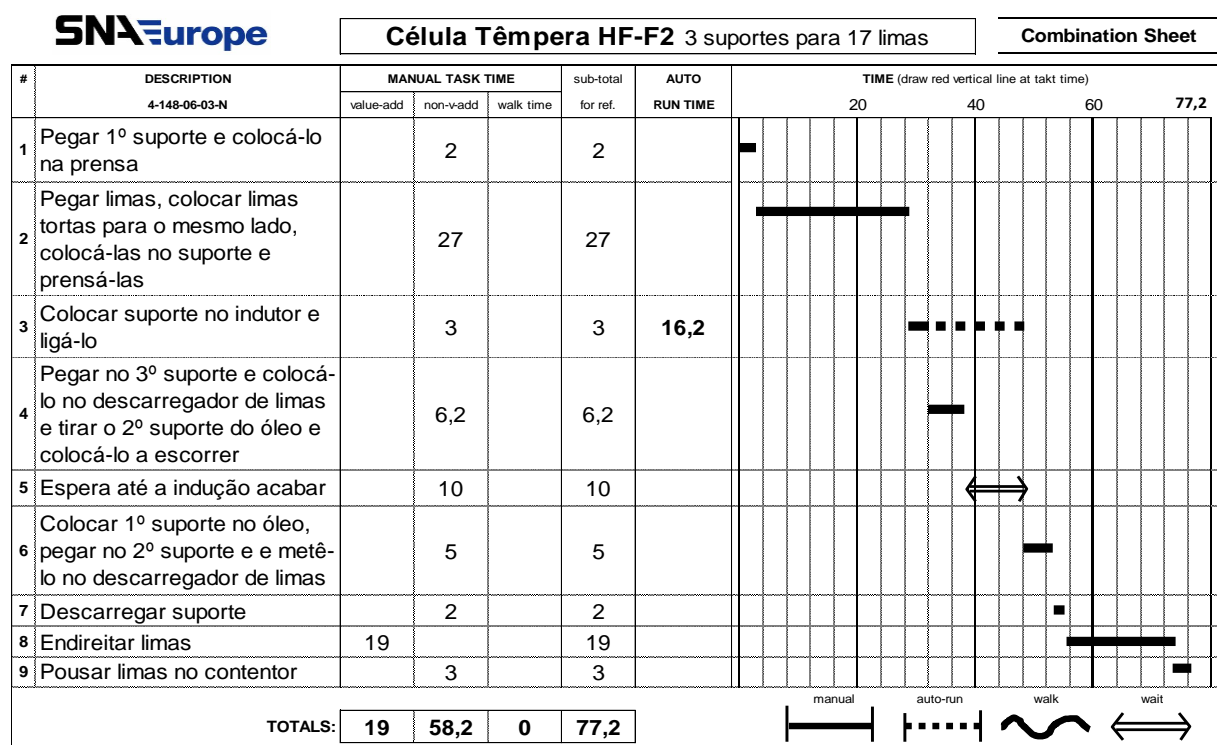 SNA Europe
Célula Têmpera HF-F2 3 suportes para 17 limas
Combination Sheet
# DESCRIPTION MANUAL TASK TIME sub-total AUTO TIME (draw red vertical line at takt time)
4-148-06-03-N value-add non-v-add walk time for ref. RUN TIME 20 40 60 77,2
1 Pegar 1º suporte e colocá-lo
na prensa
2 2
2 Pegar limas, colocar limas
tortas para o mesmo lado,
colocá-las no suporte e
prensá-las
27 27
3 Colocar suporte no indutor e
ligá-lo
3 3 16,2
4 Pegar no 3º suporte e colocá-
lo no descarregador de limas
e tirar o 2º suporte do óleo e
colocá-lo a escorrer
6,2 6,2
5 Espera até a indução acabar 10 10
6 Colocar 1º suporte no óleo,
pegar no 2º suporte e e metê-
lo no descarregador de limas
5 5
7 Descarregar suporte 2 2
8 Endireitar limas 19 19
9 Pousar limas no contentor 3 3
manual auto-run walk wait
TOTALS: 19 58,2 0 77,2